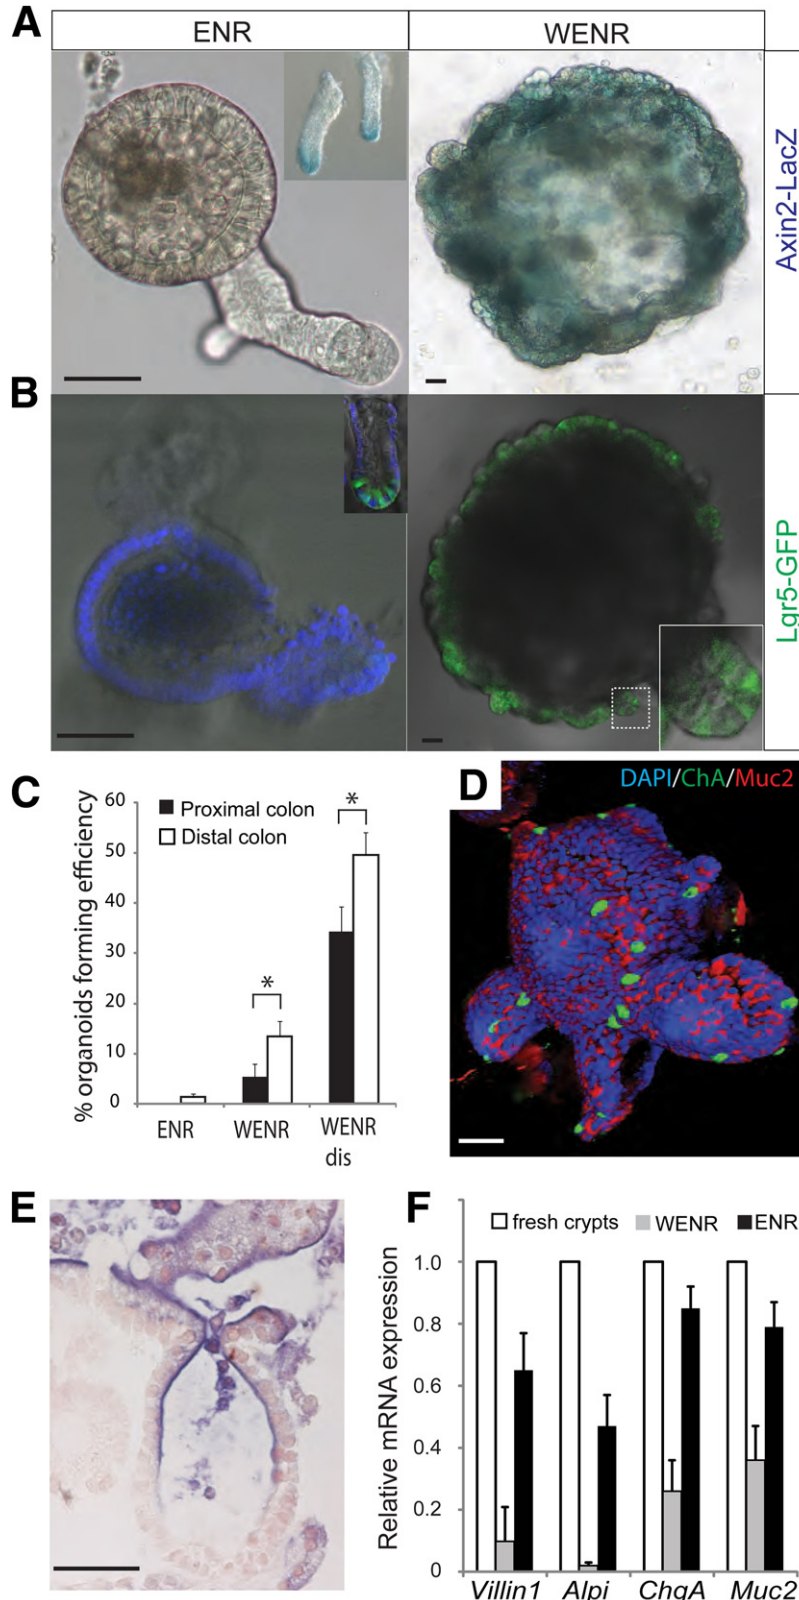 A
ENR
WENR
Axin2-LacZ
B
Lgr5-GFP
C
% organoids forming efficiency
60
50
40
30
20
10
0
Proximal colon
Distal colon
*
*
ENR
WENR
WENR
dis
D
DAPI/ChA/Muc2
E
F
Relative mRNA expression
fresh crypts
WENR
ENR
1.0
0.8
0.6
0.4
0.2
0
Villin1
Alpi
ChgA
Muc2